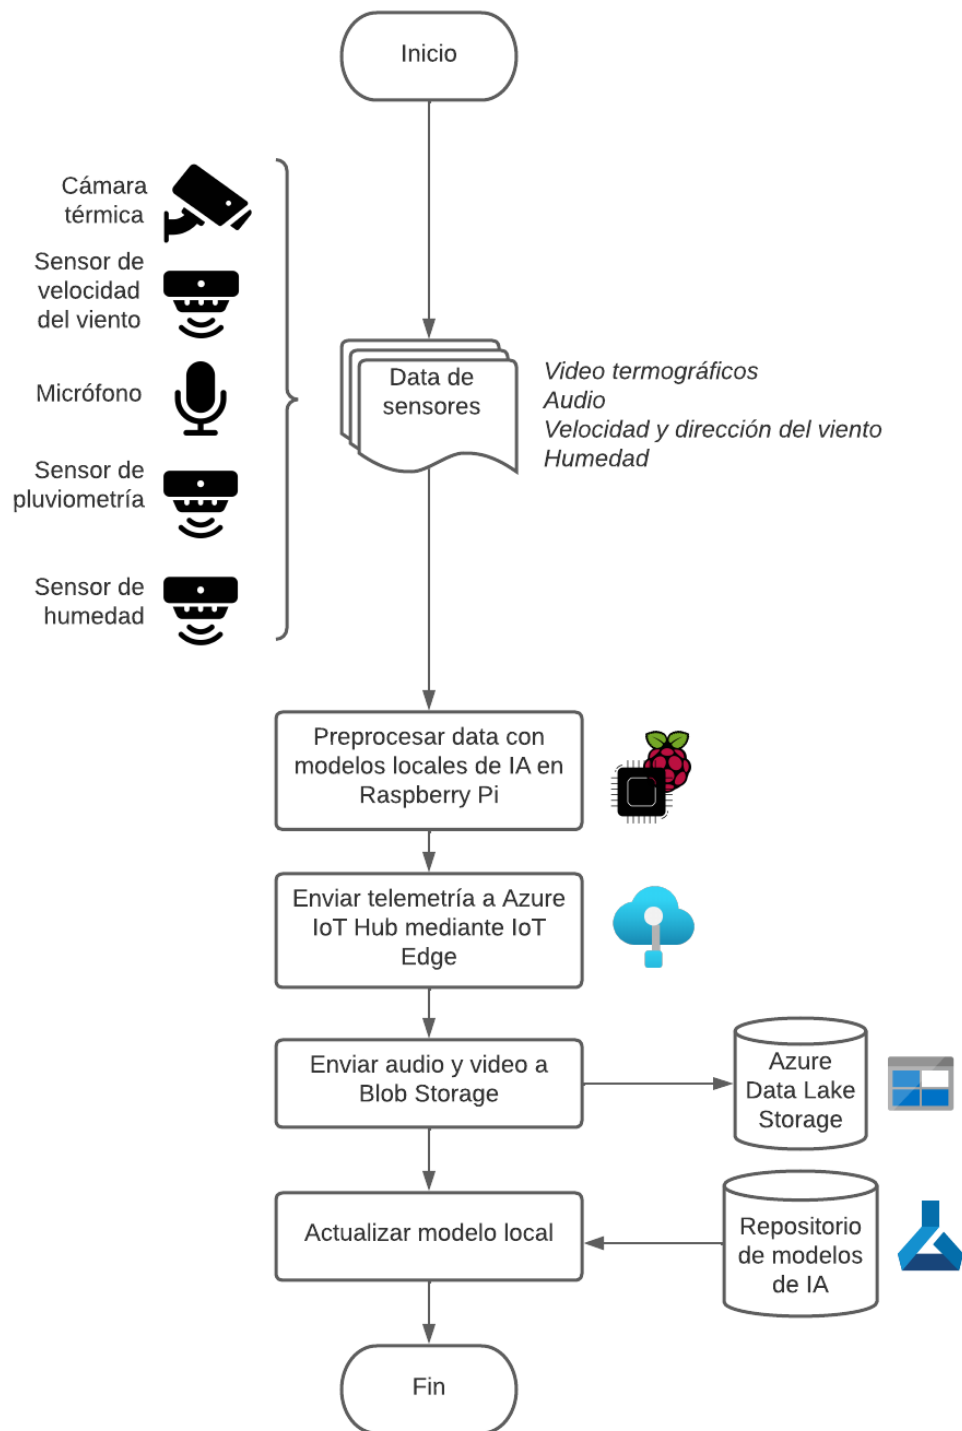 Inicio
Cámara
térmica
Sensor de
velocidad
del viento
Micrófono
Sensor de
pluviometría
Sensor de
humedad
Data de
sensores
Video termográficos
Audio
Velocidad y dirección del viento
Humedad
Preprocesar data con
modelos locales de IA en
Raspberry Pi
Enviar telemetría a Azure
IoT Hub mediante IoT
Edge
Enviar audio y video a
Blob Storage
Azure
Data Lake
Storage
Actualizar modelo local
Repositorio
de modelos
de IA
Fin